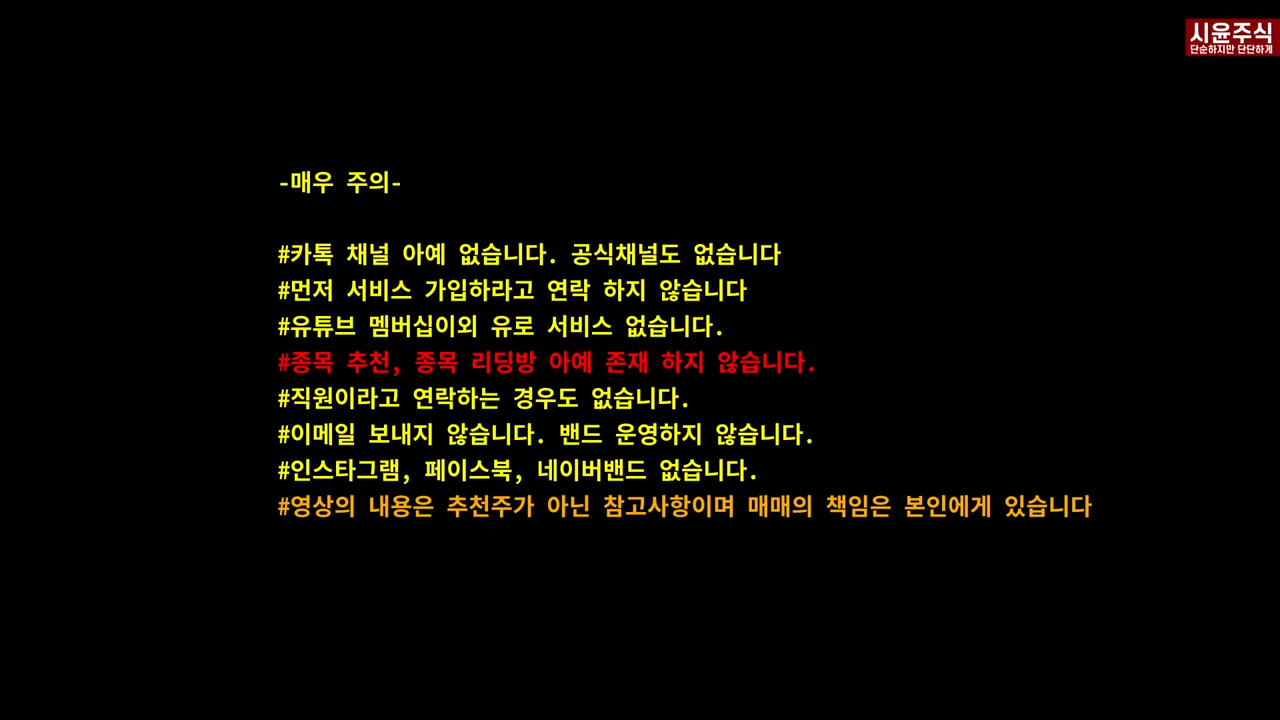 시윤주식
단순하지만 단단하게
-매우 주의-
#카톡 채널 아예 없습니다. 공식채널도 없습니다
#먼저 서비스 가입하라고 연락 하지 않습니다
#유튜브 멤버십이외 유로 서비스 없습니다.
#종목 추천, 종목 리딩방 아예 존재 하지 않습니다.
#직원이라고 연락하는 경우도 없습니다.
#이메일 보내지 않습니다. 밴드 운영하지 않습니다.
#인스타그램, 페이스북, 네이버밴드 없습니다.
#영상의 내용은 추천주가 아닌 참고사항이며 매매의 책임은 본인에게 있습니다